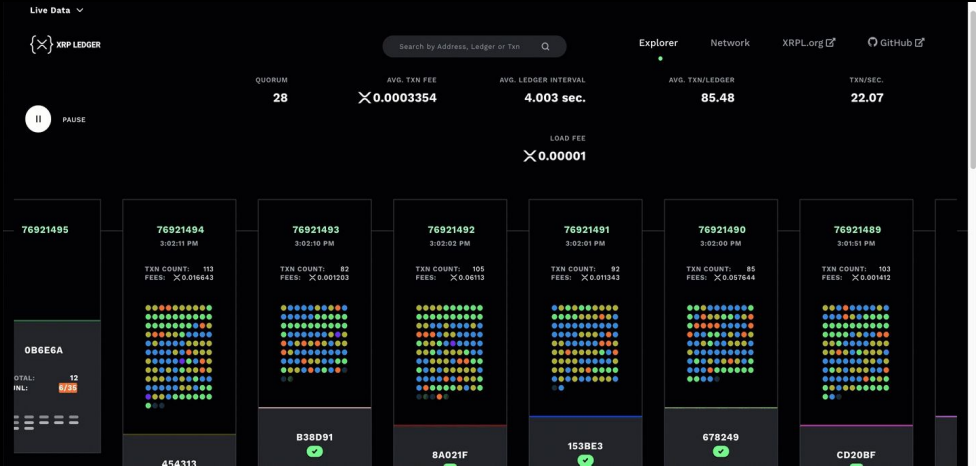 Live Data
XRP LEDGER
Search by Address, Ledger or Txn
Explorer
Network
XRPL.org
GitHub
QUORUM
28
AVG. TXN FEE
0.0003354
AVG. LEDGER INTERVAL
4.003 sec.
AVG. TXN/LEDGER
85.48
TXN/SEC.
22.07
PAUSE
LOAD FEE
0.00001
76921495
0B6E6A
OTAL: 12
UNL: 6/35
76921494
3:02:11 PM
TXN COUNT: 113
FEES: 0.016643
454313
76921493
3:02:10 PM
TXN COUNT: 82
FEES: 0.001203
B38D91
76921492
3:02:02 PM
TXN COUNT: 105
FEES: 0.06113
8A021F
76921491
3:02:01 PM
TXN COUNT: 92
FEES: 0.011343
153BE3
76921490
3:02:00 PM
TXN COUNT: 85
FEES: 0.057644
678249
76921489
3:01:51 PM
TXN COUNT: 103
FEES: 0.001412
CD20BF